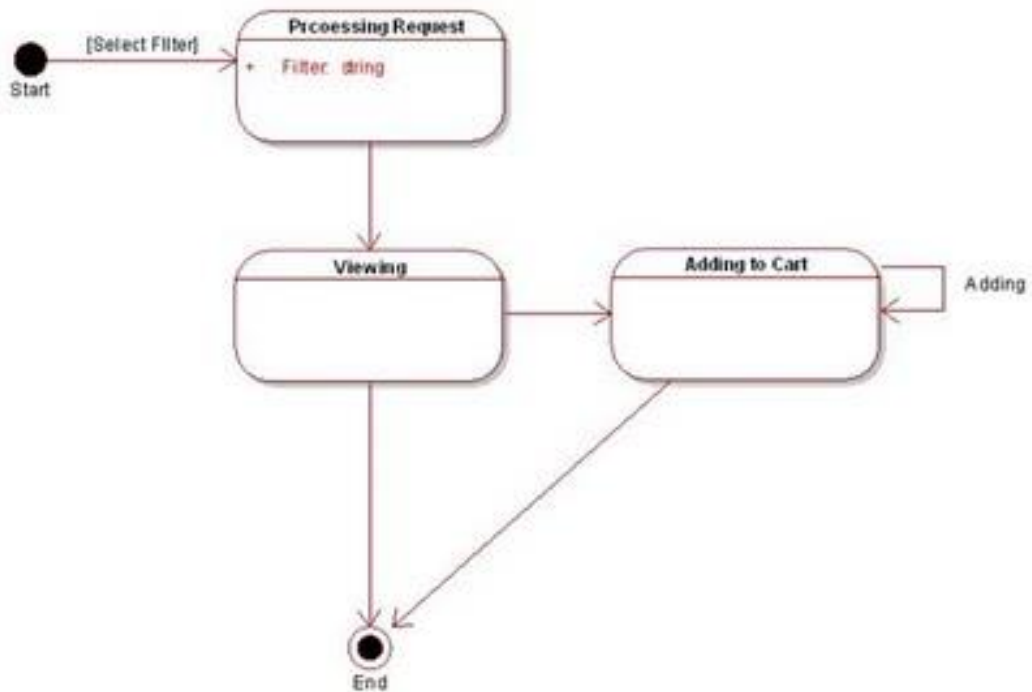 Prcoessing Request
[Select Filter]
+ Filter: string
Start
Viewing
Adding to Cart
Adding
End